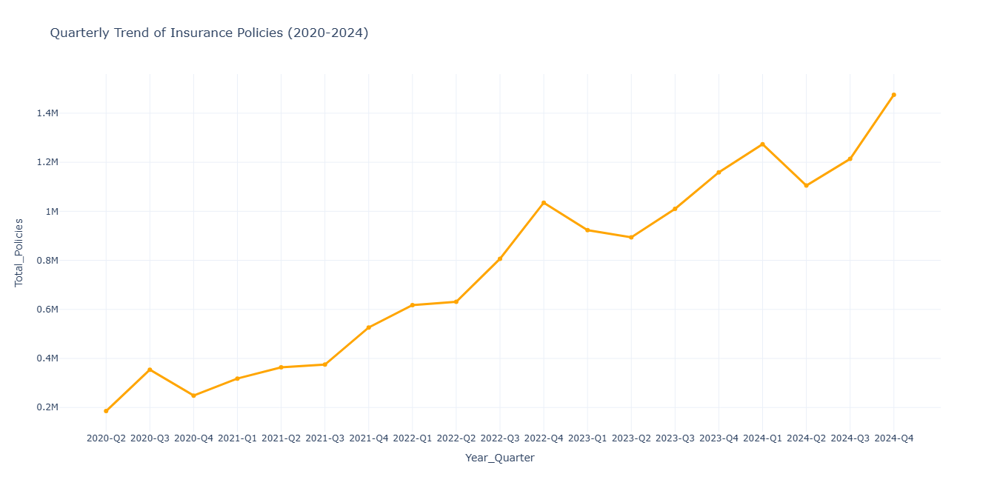 Quarterly Trend of Insurance Policies (2020-2024)
Total_Policies
1.4M
1.2M
1M
0.8M
0.6M
0.4M
0.2M
2020-Q2 2020-Q3 2020-Q4 2021-Q1 2021-Q2 2021-Q3 2021-Q4 2022-Q1 2022-Q2 2022-Q3 2022-Q4 2023-Q1 2023-Q2 2023-Q3 2023-Q4 2024-Q1 2024-Q2 2024-Q3 2024-Q4
Year_Quarter